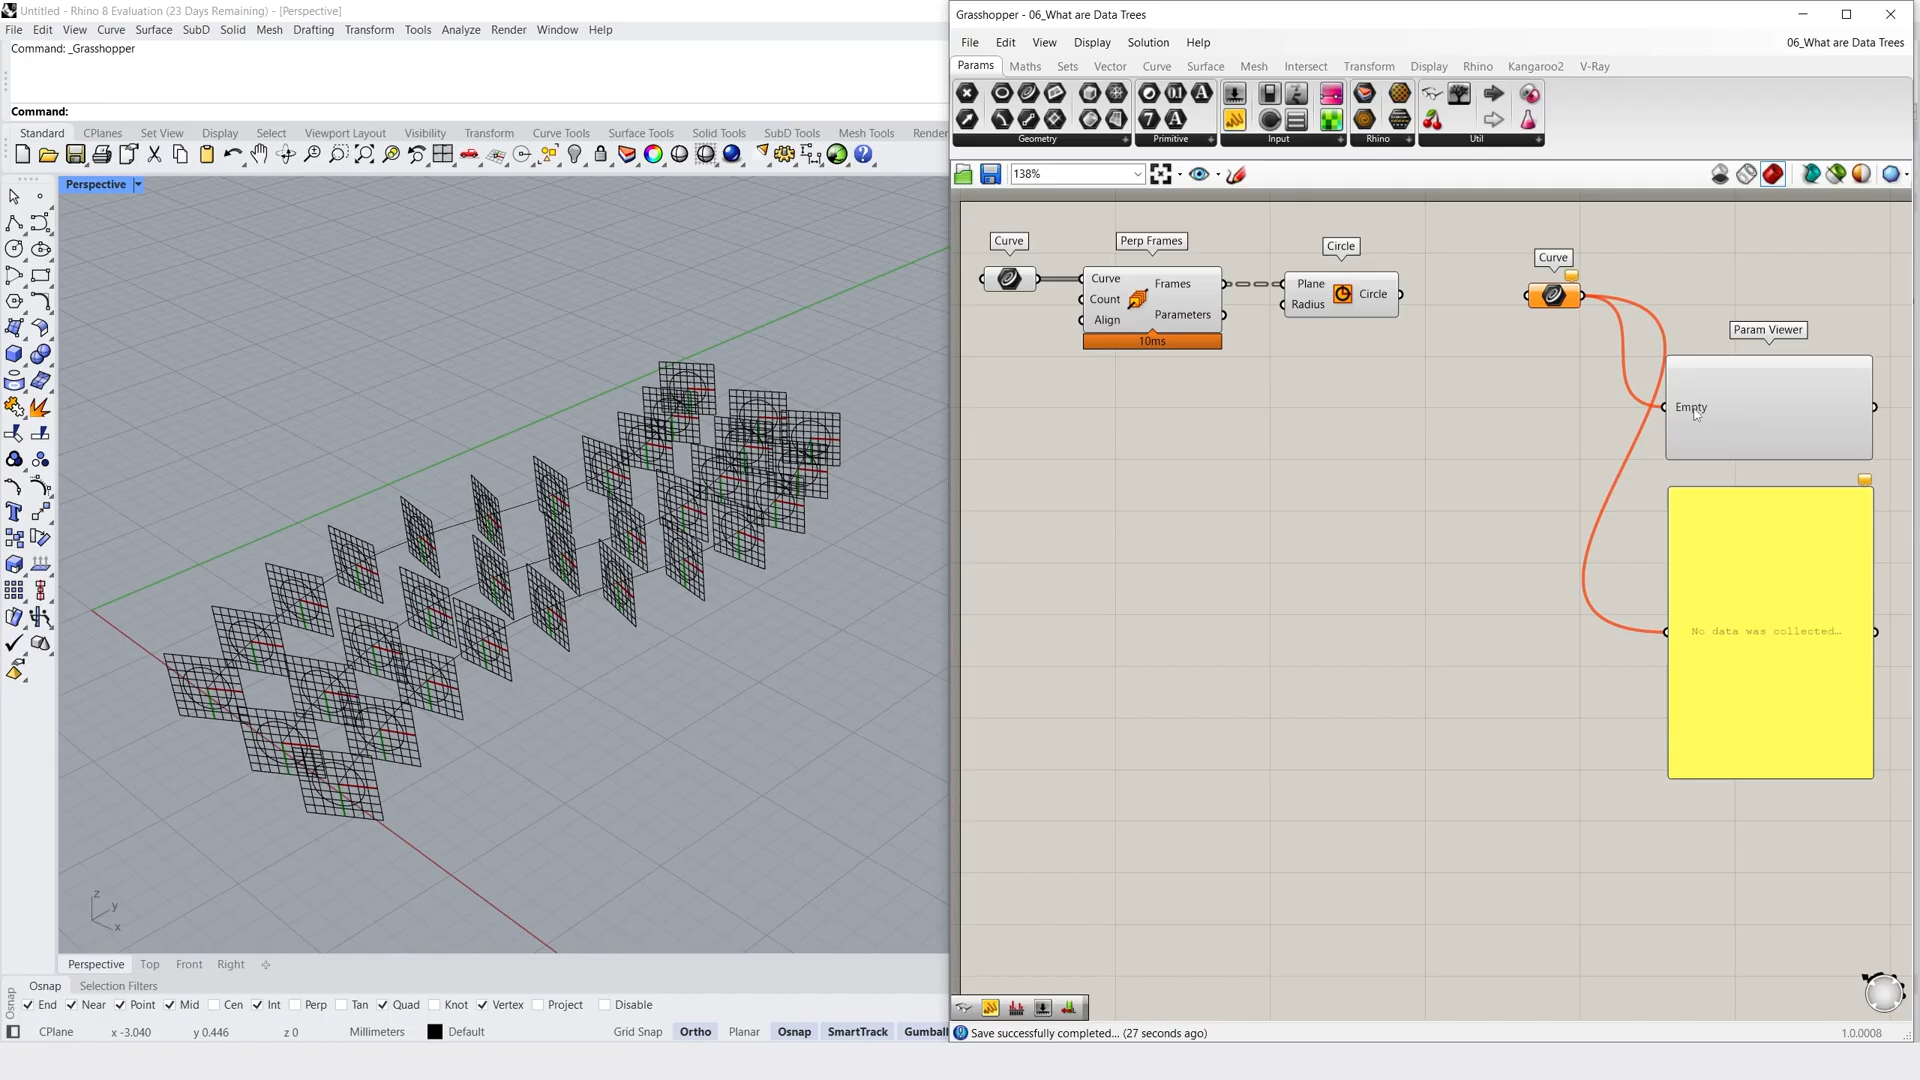 Untitled - Rhino 8 Evaluation (23 Days Remaining) - [Perspective]
File Edit View Curve Surface SubD Solid Mesh Drafting Transform Tools Analyze Render Window Help
Command: _Grasshopper
Command:
Standard CPlanes Set View Display Select Viewport Layout Visibility Transform Curve Tools Surface Tools Solid Tools SubD Tools Mesh Tools Render
Perspective
z
y
x
Perspective Top Front Right
Osnap Selection Filters
Osnap
End Near Point Mid Cen Int Perp Tan Quad Knot Vertex Project Disable
CPlane x -3.040 y 0.446 z 0 Millimeters Default Grid Snap Ortho Planar Osnap SmartTrack Gumball
Grasshopper - 06_What are Data Trees
File Edit View Display Solution Help
06_What are Data Trees
Params Maths Sets Vector Curve Surface Mesh Intersect Transform Display Rhino Kangaroo2 V-Ray
Geometry Primitive Input Rhino Util
138%
Curve
Perp Frames
Curve
Count
Align
Frames
Parameters
10ms
Circle
Plane
Radius
Circle
Curve
Param Viewer
Empty
No data was collected...
Save successfully completed... (27 seconds ago)
1.0.0008